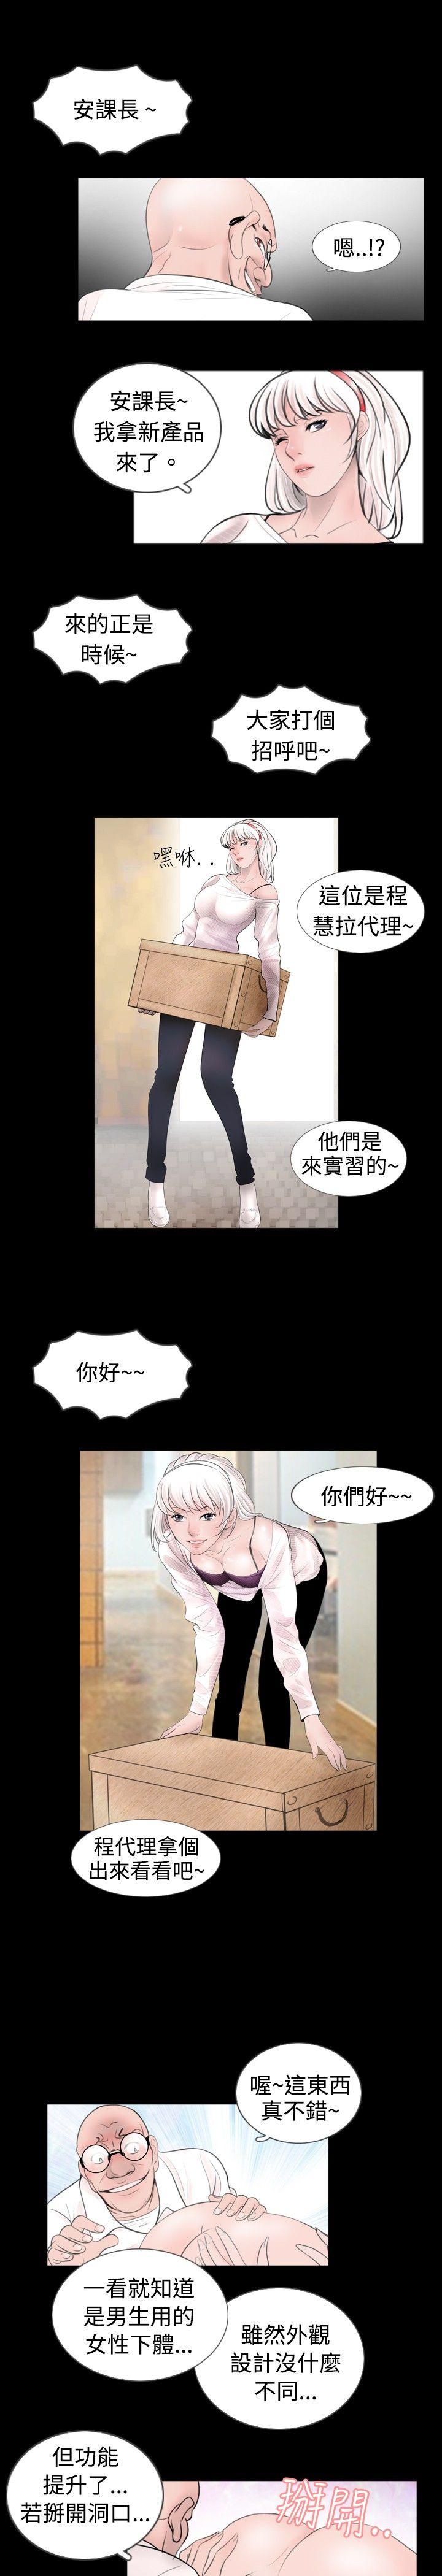 安課長~
嗯..!?
安課長~
我拿新產品
來了。
來的正是
時候~
大家打個
招呼吧~
嘿咻..
這位是程
慧拉代理~
他們是
來實習的~
你好~~
你們好~~
程代理拿個
出來看看吧~
喔~這東西
真不錯~
一看就知道
是男生用的
女性下體...
雖然外觀
設計沒什麼
不同...
但功能
提升了...
若掰開洞口...
掰開..